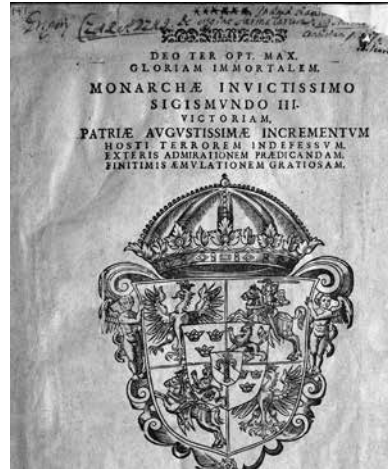 DEO TER OPT. MAX.
GLORIAM IMMORTALEM.
MONARCHÆ INVICTISSIMO
SIGISMVNDO III.
VICTORIAM,
PATRIÆ AVGVSTISSIMÆ INCREMENTVM
HOSTI TERROREM INDEFESSVM.
EXTERIS ADMIRATIONEM PRÆDICANDAM.
FINITIMIS ÆMVLATIONEM GRATIOSAM.